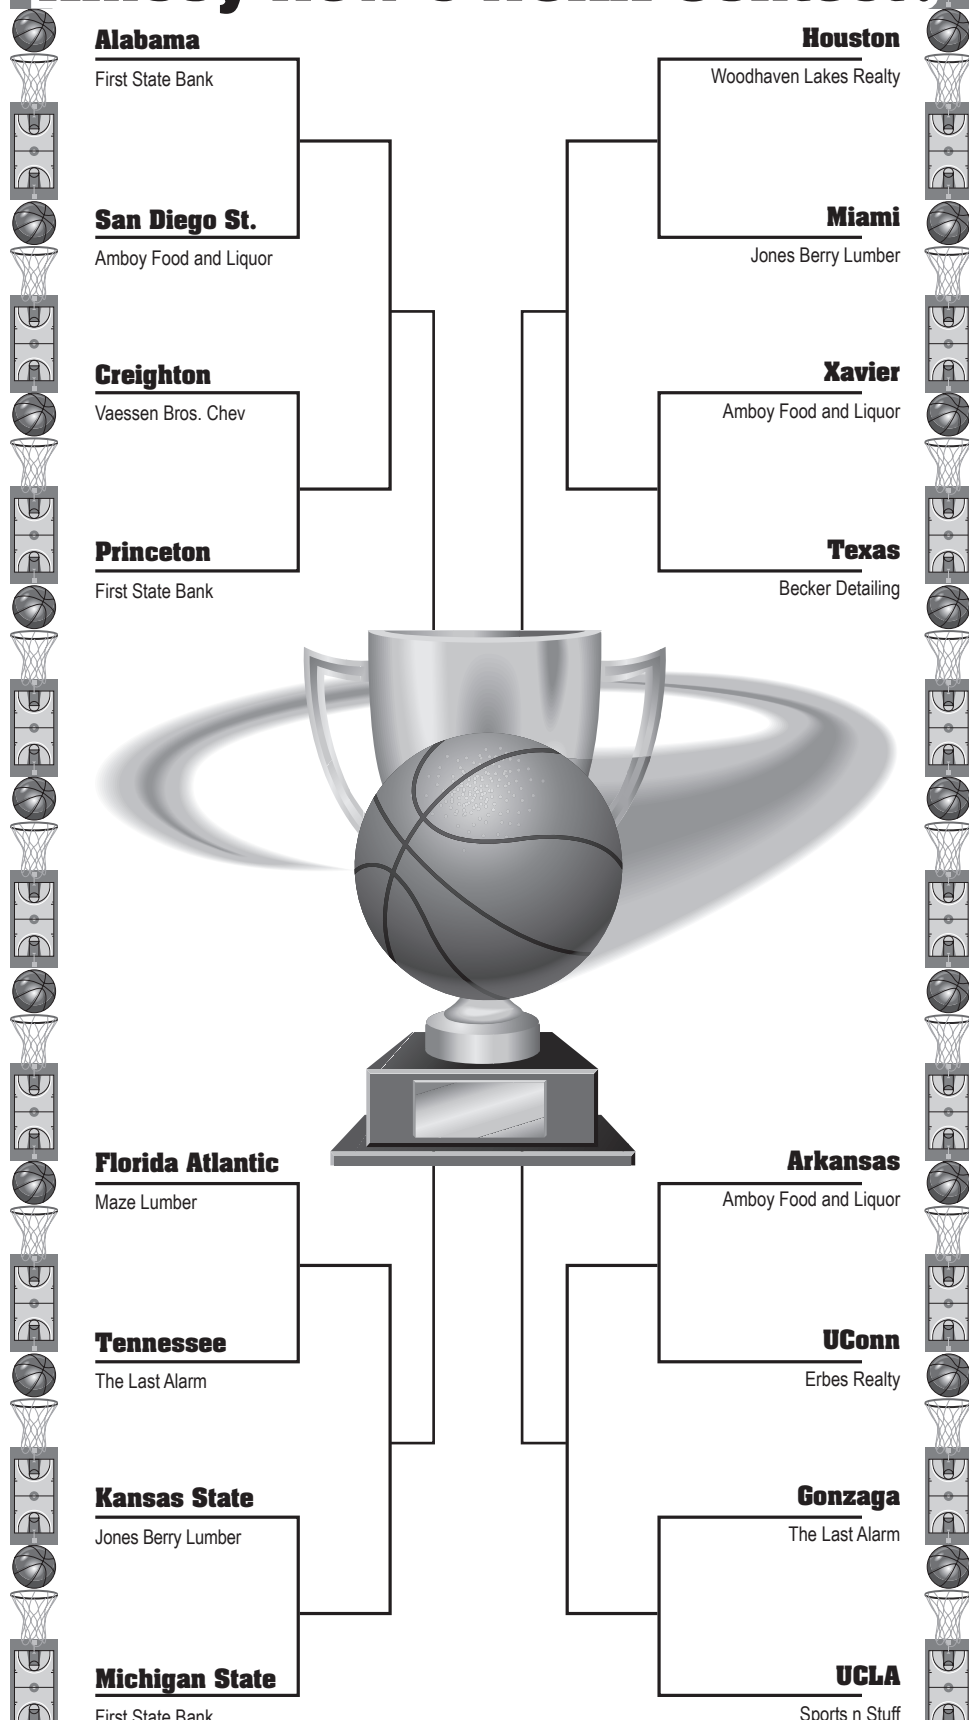 Alabama
First State Bank
San Diego St.
Amboy Food and Liquor
Creighton
Vaessen Bros. Chev
Princeton
First State Bank
Houston
Woodhaven Lakes Realty
Miami
Jones Berry Lumber
Xavier
Amboy Food and Liquor
Texas
Becker Detailing
Florida Atlantic
Maze Lumber
Tennessee
The Last Alarm
Kansas State
Jones Berry Lumber
Michigan State
First State Bank
Arkansas
Amboy Food and Liquor
UConn
Erbes Realty
Gonzaga
The Last Alarm
UCLA
Sports n Stuff